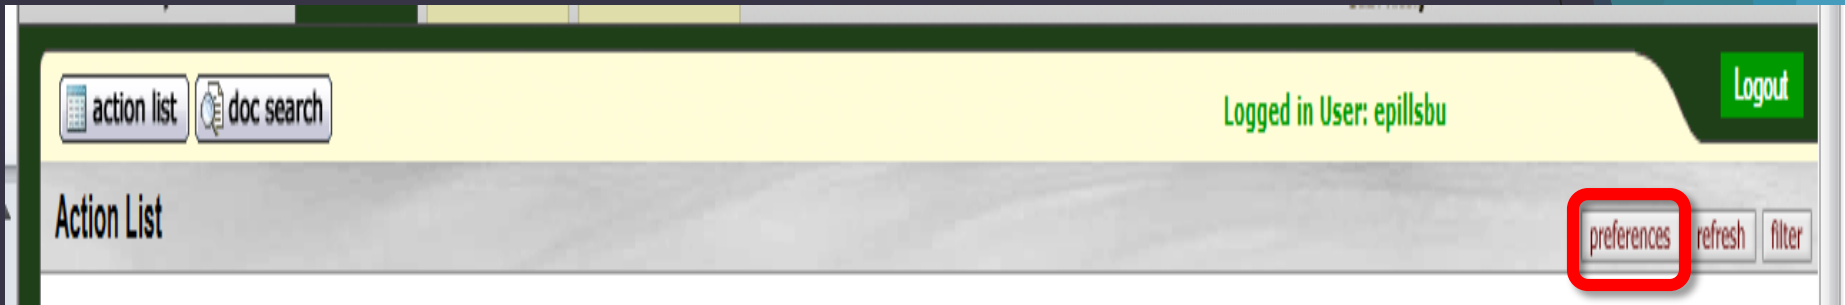 action list doc search
Logged in User: epillsbu
Logout
Action List
preferences refresh filter